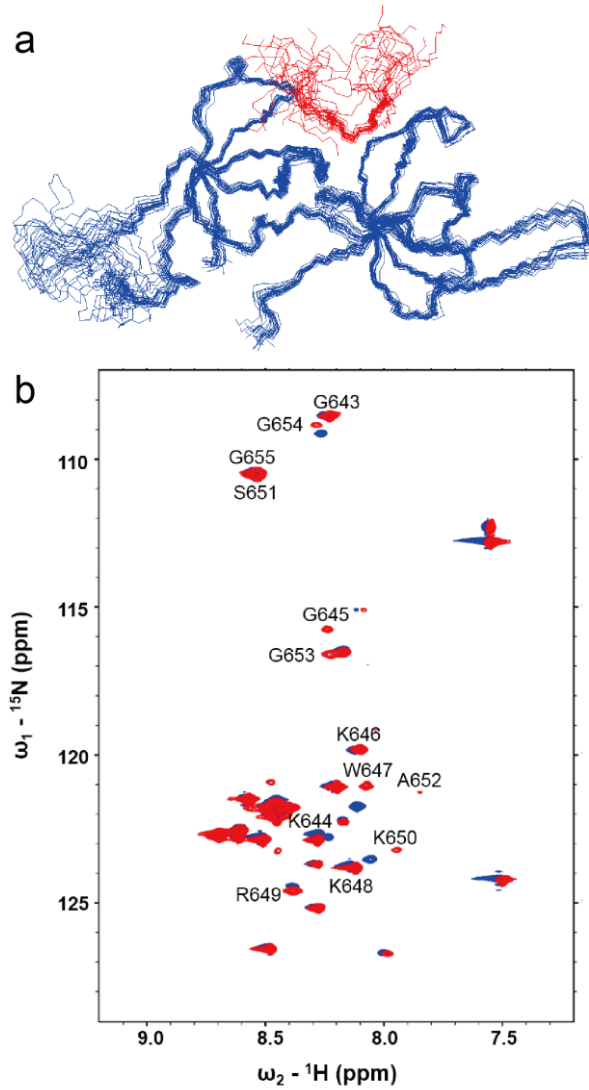 a
b
G643
G654
G655
110
S651
115
G645
G653
K646
120
W647
A652
K644
K650
R649
K648
125
9.0 8.5 8.0 7.5
ω1 - 15N (ppm)
ω2 - 1H (ppm)